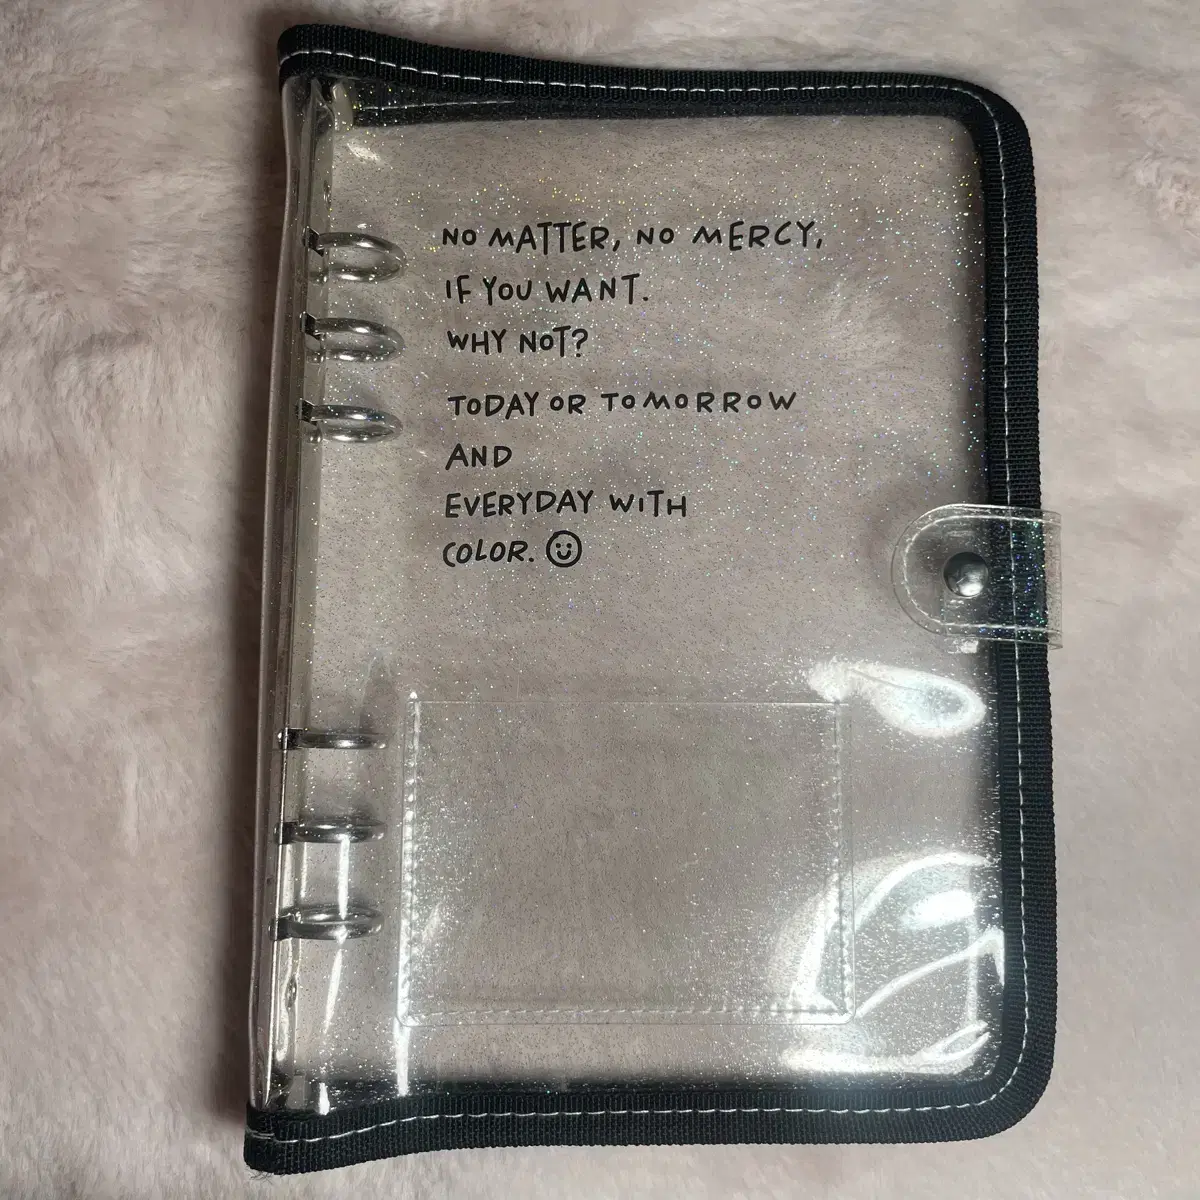 NO MATTER, NO MERCY,
IF YOU WANT.
WHY NOT?
TODAY OR TOMORROW
AND
EVERYDAY WITH
COLOR. ☺